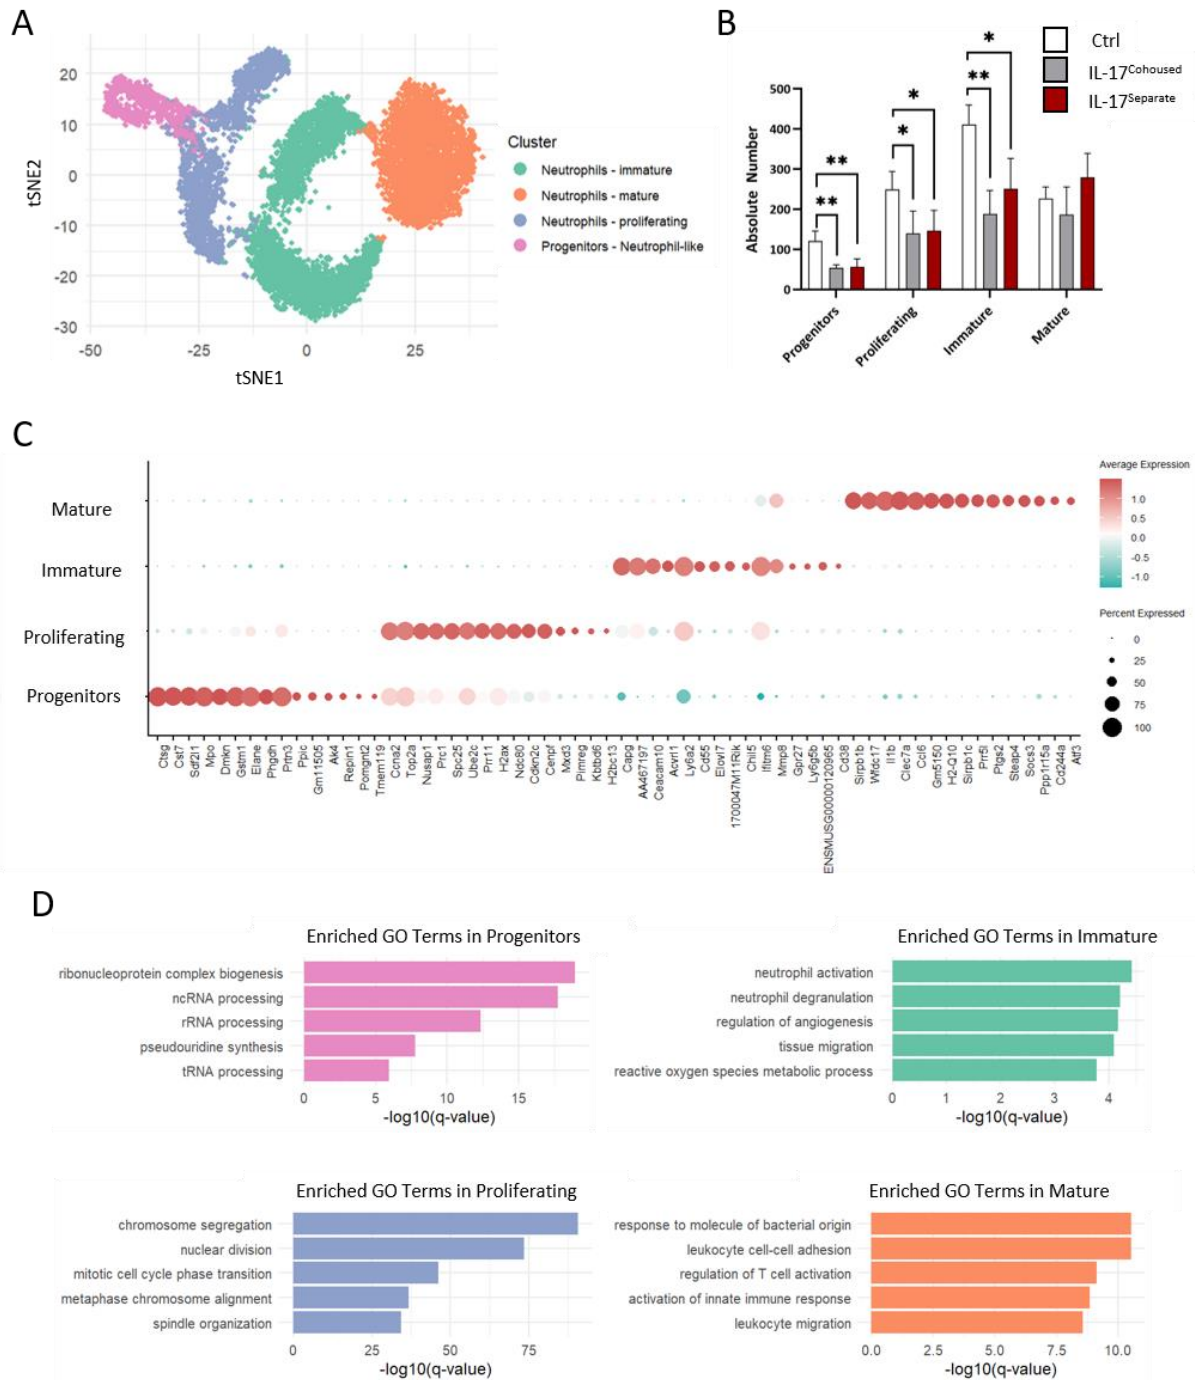 A
tSNE2
20
10
0
-10
-20
-30
-50
-25
0
25
tSNE1
Cluster
Neutrophils - immature
Neutrophils - mature
Neutrophils - proliferating
Progenitors - Neutrophil-like
B
Ctrl
IL-17Cohoused
IL-17Separate
Absolute Number
500
400
300
200
100
0
**
**
*
*
**
*
Progenitors
Proliferating
Immature
Mature
C
Mature
Immature
Proliferating
Progenitors
Ctsg
Cst7
Sdf2l1
Mpo
Dmkn
Gstm1
Elane
Phgdh
Prtn3
Ppic
Gm11505
Ak4
Repin1
Pomgnt2
Tmem119
Ccna2
Top2a
Nusap1
Prc1
Spc25
Ube2c
Prr11
H2ax
Ndc80
Cdkn2c
Cenpf
Mxd3
Pimreg
Kbtbd6
H2bc13
Capg
AA467197
Ceacam10
Acvrl1
Ly6a2
Cd55
Elovl7
1700047M11Rik
Chil5
Ifitm6
Mmp8
Gpr27
Ly6g5b
ENSMUSG00000120965
Cd38
Sirpb1b
Wfdc17
Il1b
Clec7a
Ccl6
Gm5150
H2-Q10
Sirpb1c
Prr5l
Ptgs2
Steap4
Socs3
Ppp1r15a
Cd244a
Atf3
Average Expression
1.0
0.5
0.0
-0.5
-1.0
Percent Expressed
0
25
50
75
100
D
Enriched GO Terms in Progenitors
ribonucleoprotein complex biogenesis
ncRNA processing
rRNA processing
pseudouridine synthesis
tRNA processing
0 5 10 15
-log10(q-value)
Enriched GO Terms in Immature
neutrophil activation
neutrophil degranulation
regulation of angiogenesis
tissue migration
reactive oxygen species metabolic process
0 1 2 3 4
-log10(q-value)
Enriched GO Terms in Proliferating
chromosome segregation
nuclear division
mitotic cell cycle phase transition
metaphase chromosome alignment
spindle organization
0 25 50 75
-log10(q-value)
Enriched GO Terms in Mature
response to molecule of bacterial origin
leukocyte cell-cell adhesion
regulation of T cell activation
activation of innate immune response
leukocyte migration
0.0 2.5 5.0 7.5 10.0
-log10(q-value)